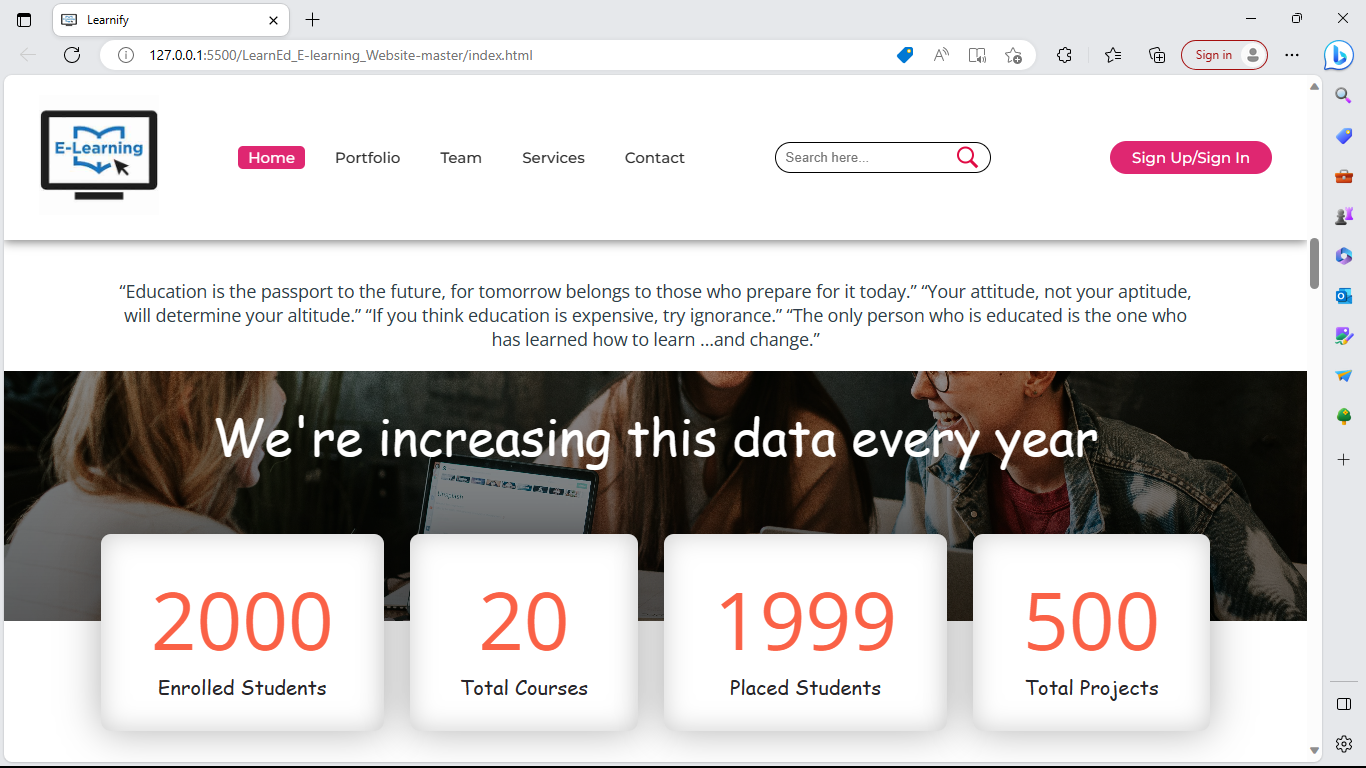 Learnify
127.0.0.1:5500/LearnEd_E-learning_Website-master/index.html
Sign in
E-Learning
Home Portfolio Team Services Contact
Search here...
Sign Up/Sign In
“Education is the passport to the future, for tomorrow belongs to those who prepare for it today.” “Your attitude, not your aptitude,
will determine your altitude.” “If you think education is expensive, try ignorance.” “The only person who is educated is the one who
has learned how to learn …and change.”
We're increasing this data every year
2000
Enrolled Students
20
Total Courses
1999
Placed Students
500
Total Projects